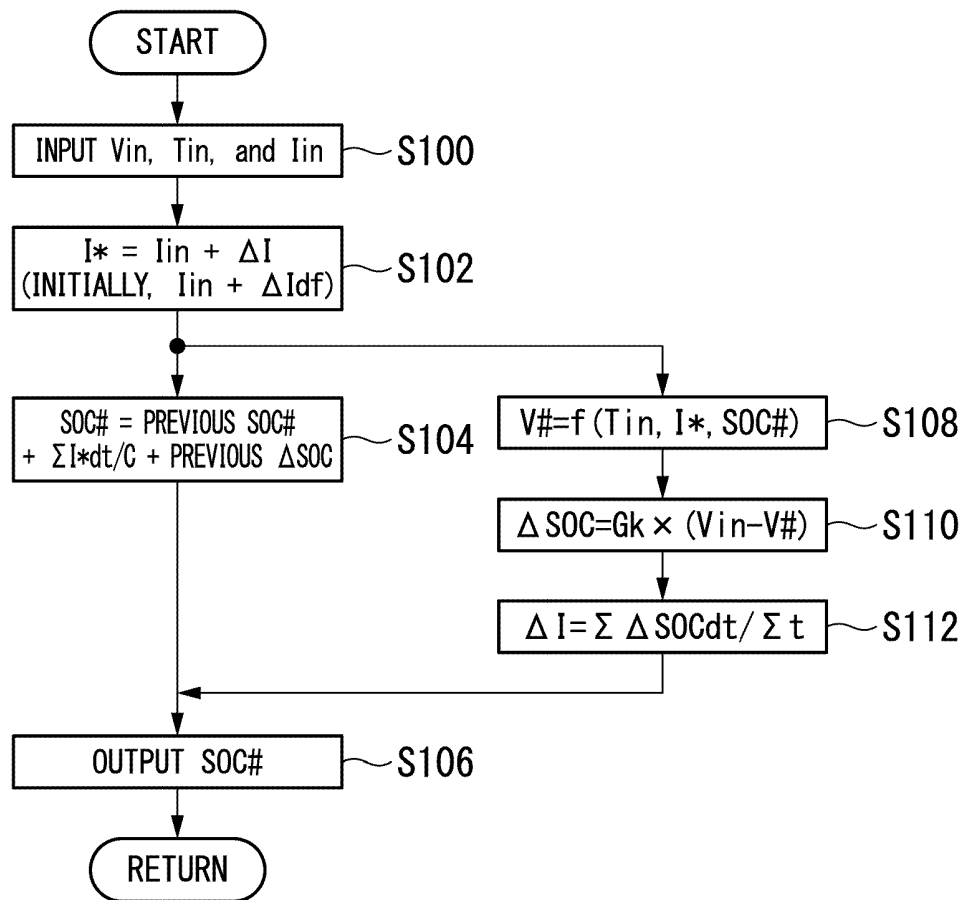 START
INPUT Vin, Tin, and Iin
S100
I* = Iin + ΔI
(INITIALLY, Iin + ΔIdf)
S102
SOC# = PREVIOUS SOC#
+ ΣI*dt/C + PREVIOUS ΔSOC
S104
V#=f(Tin, I*, SOC#)
S108
ΔSOC=Gk×(Vin-V#)
S110
ΔI=Σ ΔSOCdt/Σt
S112
OUTPUT SOC#
S106
RETURN